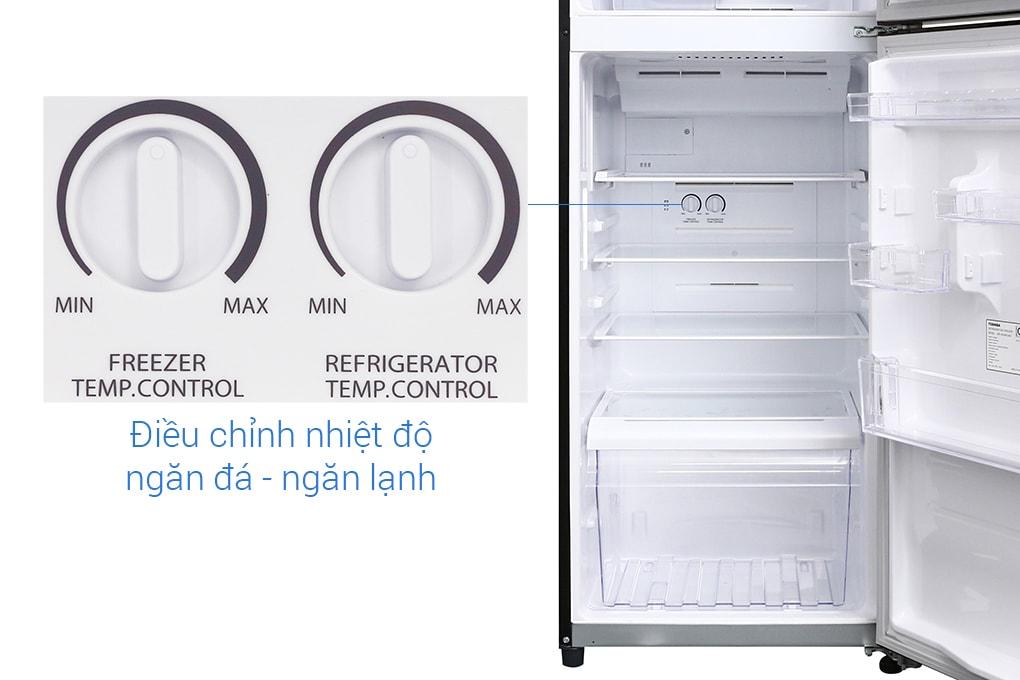 MIN
MAX
MIN
MAX
FREEZER
TEMP.CONTROL
REFRIGERATOR
TEMP.CONTROL
Điều chỉnh nhiệt độ
ngăn đá - ngăn lạnh
TOSHIBA